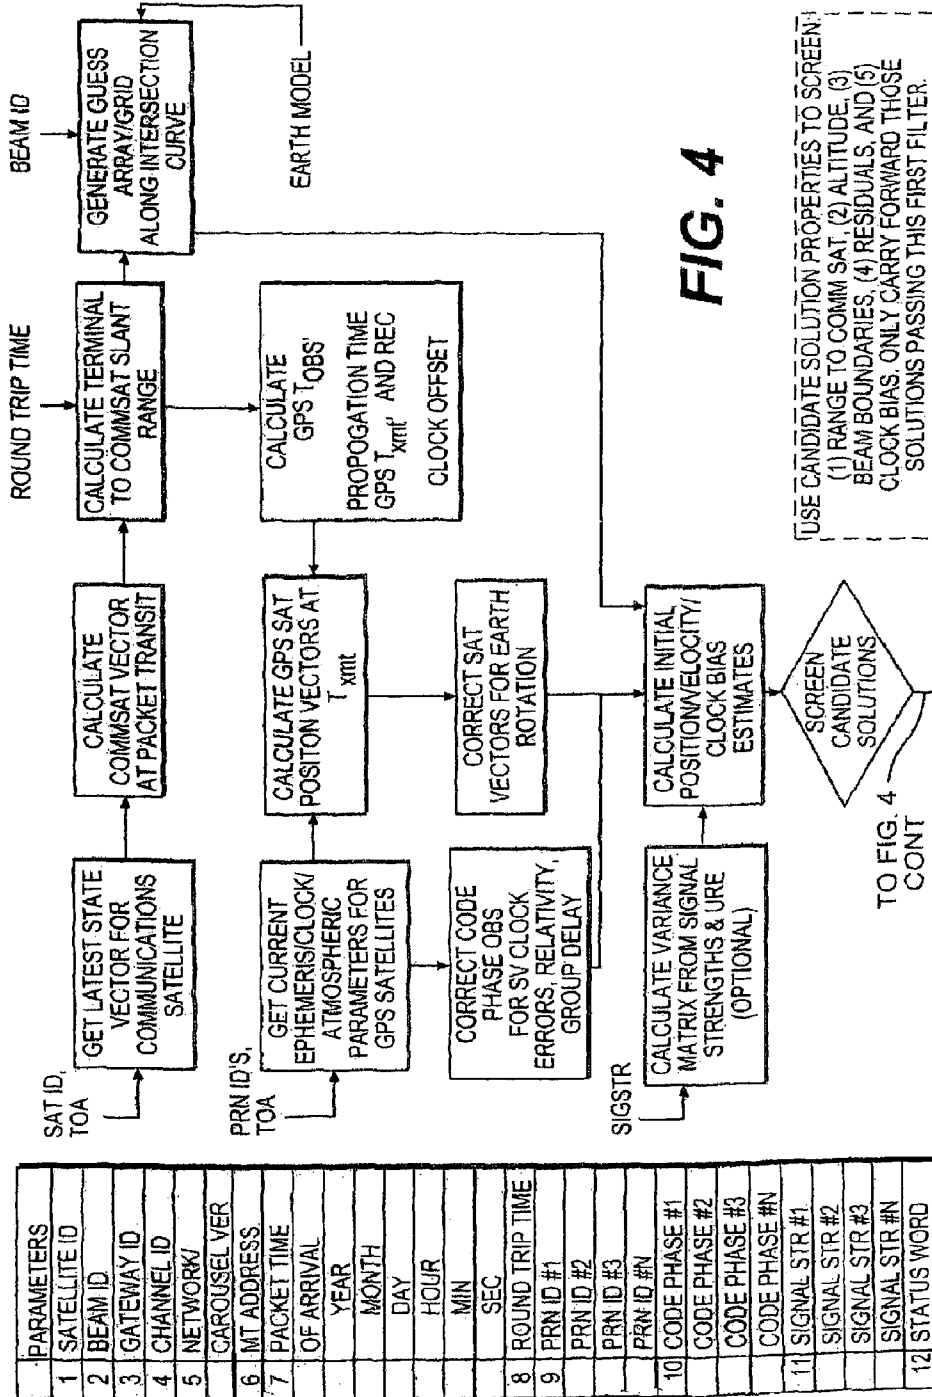 PARAMETERS
1 SATELLITE ID
2 BEAM ID
3 GATEWAY ID
4 CHANNEL ID
5 NETWORK/
CAROUSEL VER
6 MT ADDRESS
7 PACKET TIME
OF ARRIVAL
YEAR
MONTH
DAY
HOUR
MIN
SEC
8 ROUND TRIP TIME
9 PRN ID #1
PRN ID #2
PRN ID #3
PRN ID #N
10 CODE PHASE #1
CODE PHASE #2
CODE PHASE #3
CODE PHASE #N
11 SIGNAL STR #1
SIGNAL STR #2
SIGNAL STR #3
SIGNAL STR #N
12 STATUS WORD
SAT ID,
TOA
GET LATEST STATE
VECTOR FOR
COMMUNICATIONS
SATELLITE
CALCULATE
COMMSAT VECTOR
AT PACKET TRANSIT
ROUND TRIP TIME
CALCULATE TERMINAL
TO COMMSAT SLANT
RANGE
BEAM ID
GENERATE GUESS
ARRAY/GRID
ALONG INTERSECTION
CURVE
EARTH MODEL
PRN ID'S,
TOA
GET CURRENT
EPHEMERIS/CLOCK/
ATMOSPHERIC
PARAMETERS FOR
GPS SATELLITES
CALCULATE GPS SAT
POSITON VECTORS AT
T xmt
CALCULATE
GPS TOBS'
PROPOGATION TIME
GPS Txmt' AND REC
CLOCK OFFSET
CORRECT CODE
PHASE OBS
FOR SV CLOCK
ERRORS, RELATIVITY,
GROUP DELAY
CORRECT SAT
VECTORS FOR EARTH
ROTATION
SIGSTR
CALCULATE VARIANCE
MATRIX FROM SIGNAL
STRENGTHS & URE
(OPTIONAL)
CALCULATE INITIAL
POSITION/VELOCITY/
CLOCK BIAS
ESTIMATES
SCREEN
CANDIDATE
SOLUTIONS
TO FIG. 4
CONT
FIG. 4
USE CANDIDATE SOLUTION PROPERTIES TO SCREEN:
(1) RANGE TO COMM SAT, (2) ALTITUDE, (3)
BEAM BOUNDARIES, (4) RESIDUALS, AND (5)
CLOCK BIAS. ONLY CARRY FORWARD THOSE
SOLUTIONS PASSING THIS FIRST FILTER.